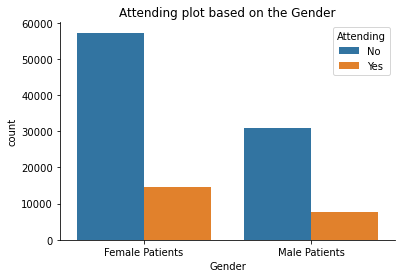 Attending plot based on the Gender
Attending
No
Yes
60000
50000
40000
30000
20000
10000
0
count
Female Patients
Male Patients
Gender